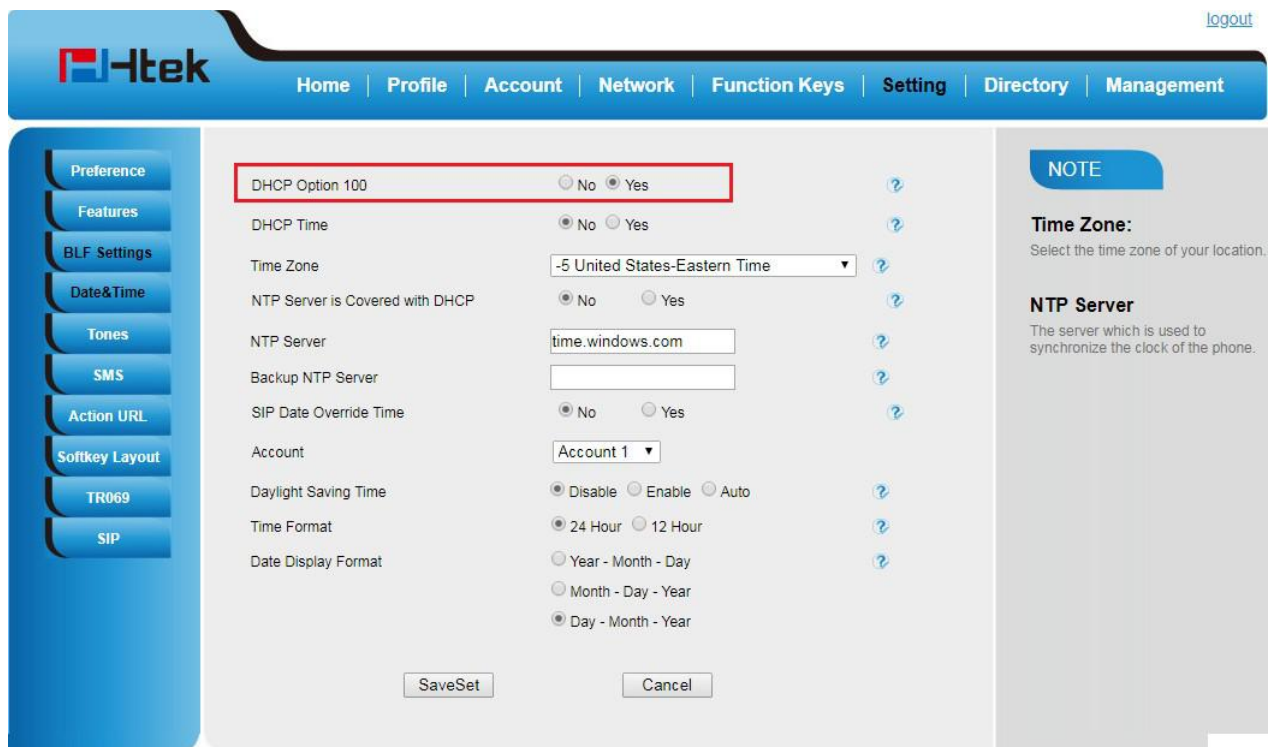 logout
Htek
Home | Profile | Account | Network | Function Keys | Setting | Directory | Management
Preference
Features
BLF Settings
Date&Time
Tones
SMS
Action URL
Softkey Layout
TR069
SIP
DHCP Option 100 No Yes
DHCP Time No Yes
Time Zone -5 United States-Eastern Time
NTP Server is Covered with DHCP No Yes
NTP Server time.windows.com
Backup NTP Server
SIP Date Override Time No Yes
Account Account 1
Daylight Saving Time Disable Enable Auto
Time Format 24 Hour 12 Hour
Date Display Format Year - Month - Day
Month - Day - Year
Day - Month - Year
SaveSet Cancel
NOTE
Time Zone:
Select the time zone of your location.
NTP Server
The server which is used to
synchronize the clock of the phone.